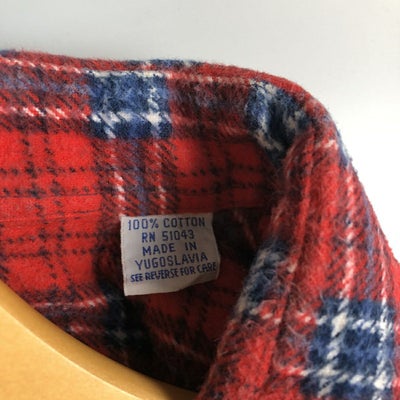 100% COTTON
RN 51043
MADE IN
YUGOSLAVIA
SEE REVERSE FOR CARE